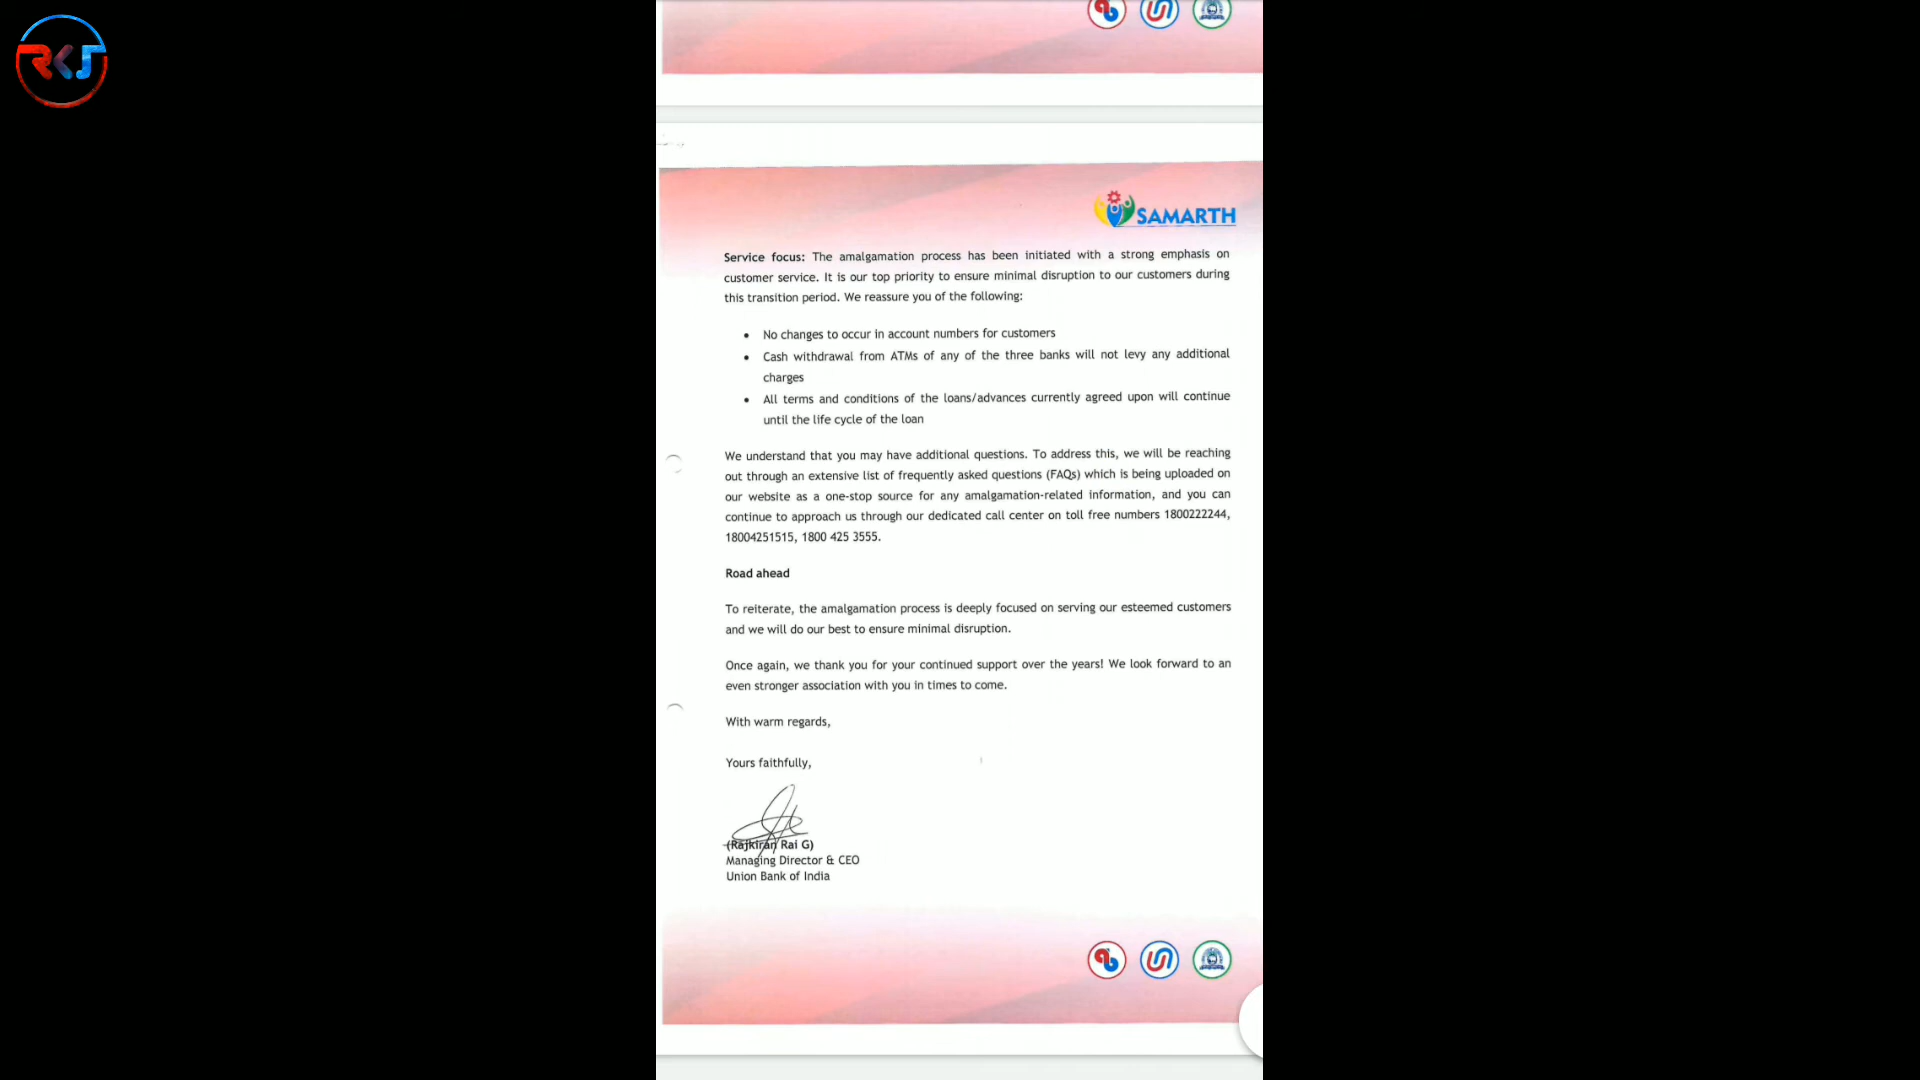 RKJ
SAMARTH
Service focus: The amalgamation process has been initiated with a strong emphasis on
customer service. It is our top priority to ensure minimal disruption to our customers during
this transition period. We reassure you of the following:
• No changes to occur in account numbers for customers
• Cash withdrawal from ATMs of any of the three banks will not levy any additional
charges
• All terms and conditions of the loans/advances currently agreed upon will continue
until the life cycle of the loan
We understand that you may have additional questions. To address this, we will be reaching
out through an extensive list of frequently asked questions (FAQs) which is being uploaded on
our website as a one-stop source for any amalgamation-related information, and you can
continue to approach us through our dedicated call center on toll free numbers 1800222244,
18004251515, 1800 425 3555.
Road ahead
To reiterate, the amalgamation process is deeply focused on serving our esteemed customers
and we will do our best to ensure minimal disruption.
Once again, we thank you for your continued support over the years! We look forward to an
even stronger association with you in times to come.
With warm regards,
Yours faithfully,
(Rajkiran Rai G)
Managing Director & CEO
Union Bank of India